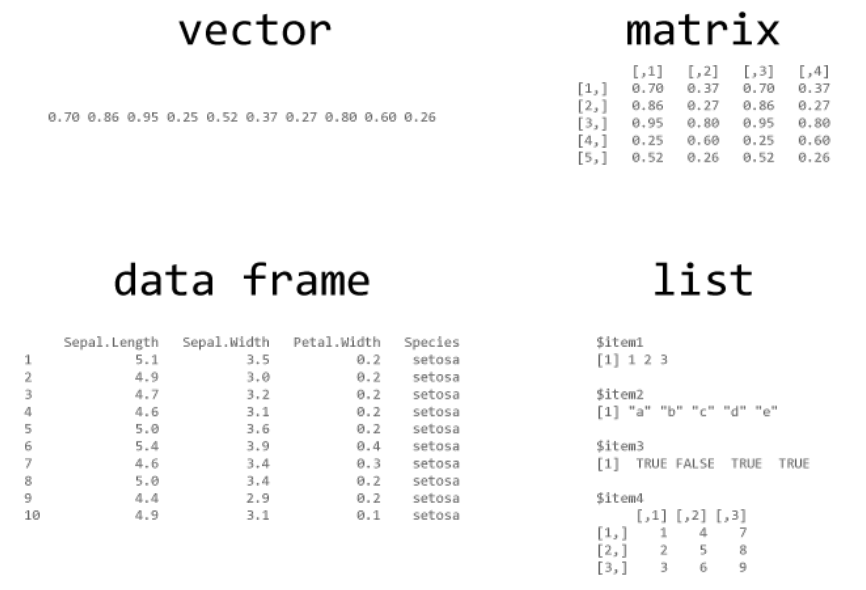 vector
0.70 0.86 0.95 0.25 0.52 0.37 0.27 0.80 0.60 0.26
matrix
[,1] [,2] [,3] [,4]
[1,] 0.70 0.37 0.70 0.37
[2,] 0.86 0.27 0.86 0.27
[3,] 0.95 0.80 0.95 0.80
[4,] 0.25 0.60 0.25 0.60
[5,] 0.52 0.26 0.52 0.26
data frame
Sepal.Length Sepal.Width Petal.Width Species
1 5.1 3.5 0.2 setosa
2 4.9 3.0 0.2 setosa
3 4.7 3.2 0.2 setosa
4 4.6 3.1 0.2 setosa
5 5.0 3.6 0.2 setosa
6 5.4 3.9 0.4 setosa
7 4.6 3.4 0.3 setosa
8 5.0 3.4 0.2 setosa
9 4.4 2.9 0.2 setosa
10 4.9 3.1 0.1 setosa
list
$item1
[1] 1 2 3
$item2
[1] "a" "b" "c" "d" "e"
$item3
[1] TRUE FALSE TRUE TRUE
$item4
[,1] [,2] [,3]
[1,] 1 4 7
[2,] 2 5 8
[3,] 3 6 9